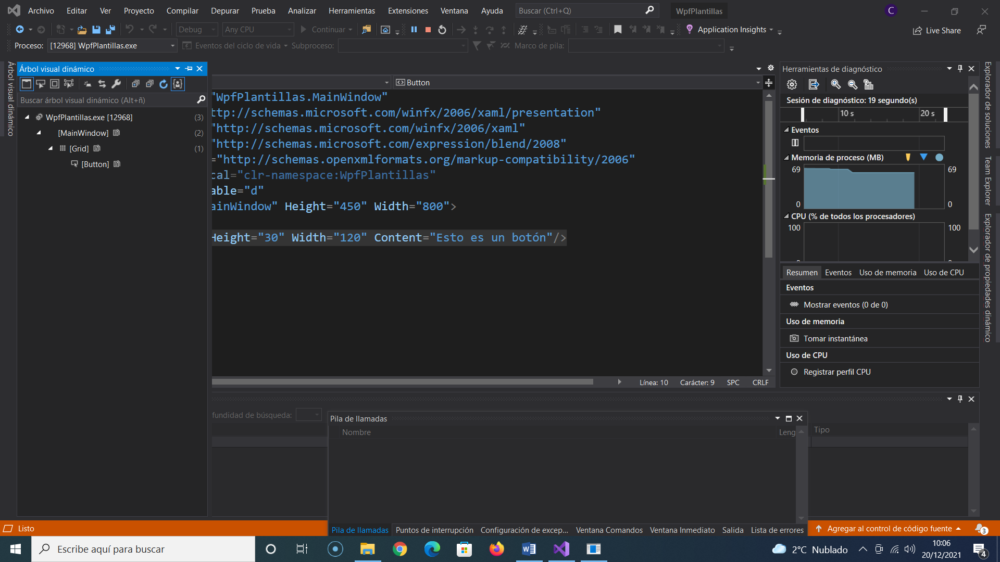 Archivo Editar Ver Proyecto Compilar Depurar Prueba Analizar Herramientas Extensiones Ventana Ayuda Buscar (Ctrl+Q) WpfPlantillas C
Debug Any CPU Continuar Application Insights Live Share
Proceso: [12968] WpfPlantillas.exe Eventos del ciclo de vida Subproceso: Marco de pila:
Árbol visual dinámico
Árbol visual dinámico
Buscar árbol visual dinámico (Alt+ñ)
WpfPlantillas.exe [12968] (3)
[MainWindow] (2)
[Grid] (1)
[Button]
Button
"WpfPlantillas.MainWindow"
ttp://schemas.microsoft.com/winfx/2006/xaml/presentation"
"http://schemas.microsoft.com/winfx/2006/xaml"
"http://schemas.microsoft.com/expression/blend/2008"
="http://schemas.openxmlformats.org/markup-compatibility/2006"
cal="clr-namespace:WpfPlantillas"
able="d"
ainWindow" Height="450" Width="800">
Height="30" Width="120" Content="Esto es un botón"/>
Línea: 10 Carácter: 9 SPC CRLF
Herramientas de diagnóstico
Sesión de diagnóstico: 19 segundo(s)
10 s 20 s
Eventos
Memoria de proceso (MB)
69 69
0 0
CPU (% de todos los procesadores)
100 100
Resumen Eventos Uso de memoria Uso de CPU
Eventos
Mostrar eventos (0 de 0)
Uso de memoria
Tomar instantánea
Uso de CPU
Registrar perfil CPU
Explorador de soluciones
Team Explorer
Explorador de propiedades dinámico
fundidad de búsqueda:
Pila de llamadas
Nombre Leng Tipo
Pila de llamadas Puntos de interrupción Configuración de excep... Ventana Comandos Ventana Inmediato Salida Lista de errores
Listo Agregar al control de código fuente 3
Escribe aquí para buscar 2°C Nublado 10:06
20/12/2021 4